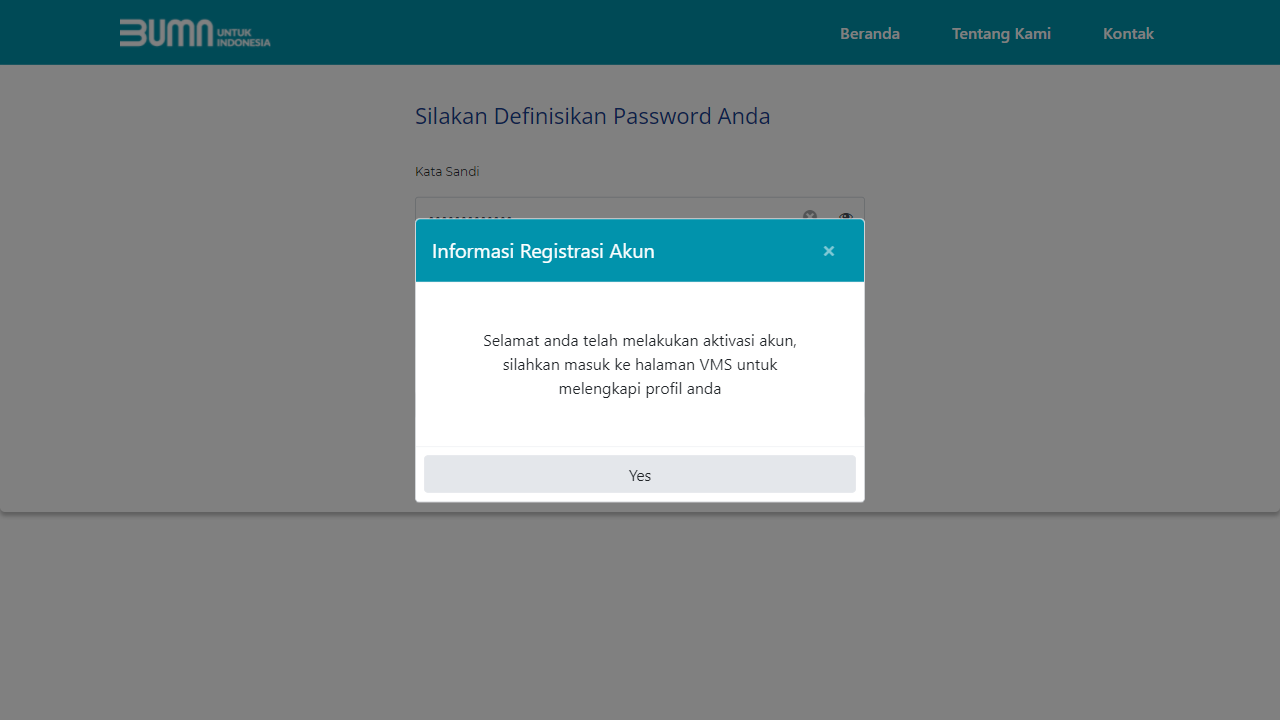 BUMN UNTUK
INDONESIA
Beranda
Tentang Kami
Kontak
Silakan Definisikan Password Anda
Kata Sandi
Informasi Registrasi Akun
×
Selamat anda telah melakukan aktivasi akun,
silahkan masuk ke halaman VMS untuk
melengkapi profil anda
Yes